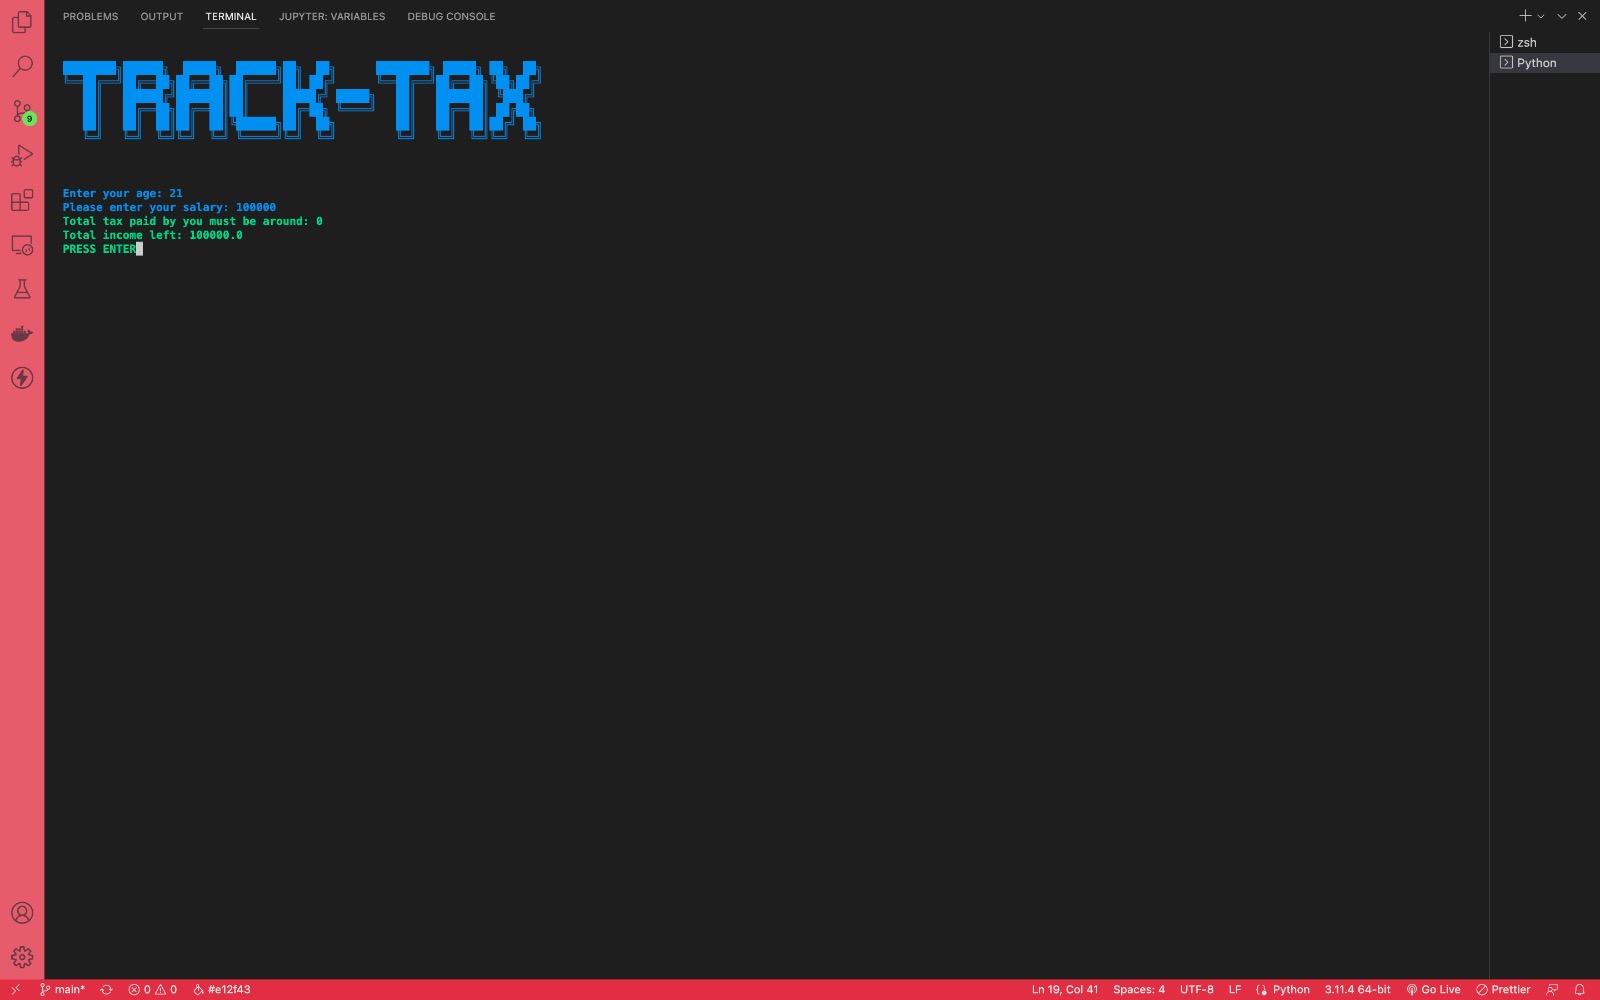 PROBLEMS OUTPUT TERMINAL JUPYTER: VARIABLES DEBUG CONSOLE
zsh
Python
TRACK-TAX
9
Enter your age: 21
Please enter your salary: 100000
Total tax paid by you must be around: 0
Total income left: 100000.0
PRESS ENTER
main* 0 0 #e12f43 Ln 19, Col 41 Spaces: 4 UTF-8 LF Python 3.11.4 64-bit Go Live Prettier